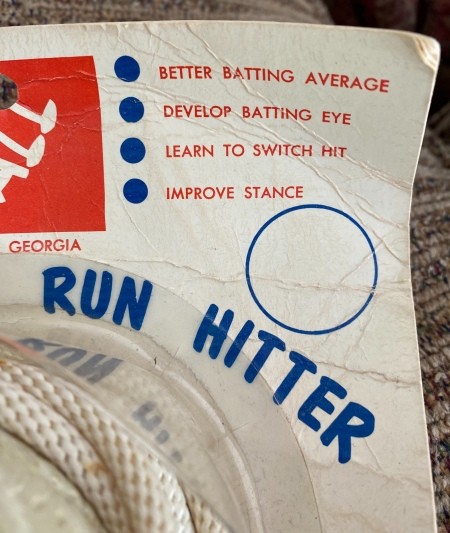 BETTER BATTING AVERAGE
DEVELOP BATTING EYE
LEARN TO SWITCH HIT
IMPROVE STANCE
GEORGIA
RUN HITTER